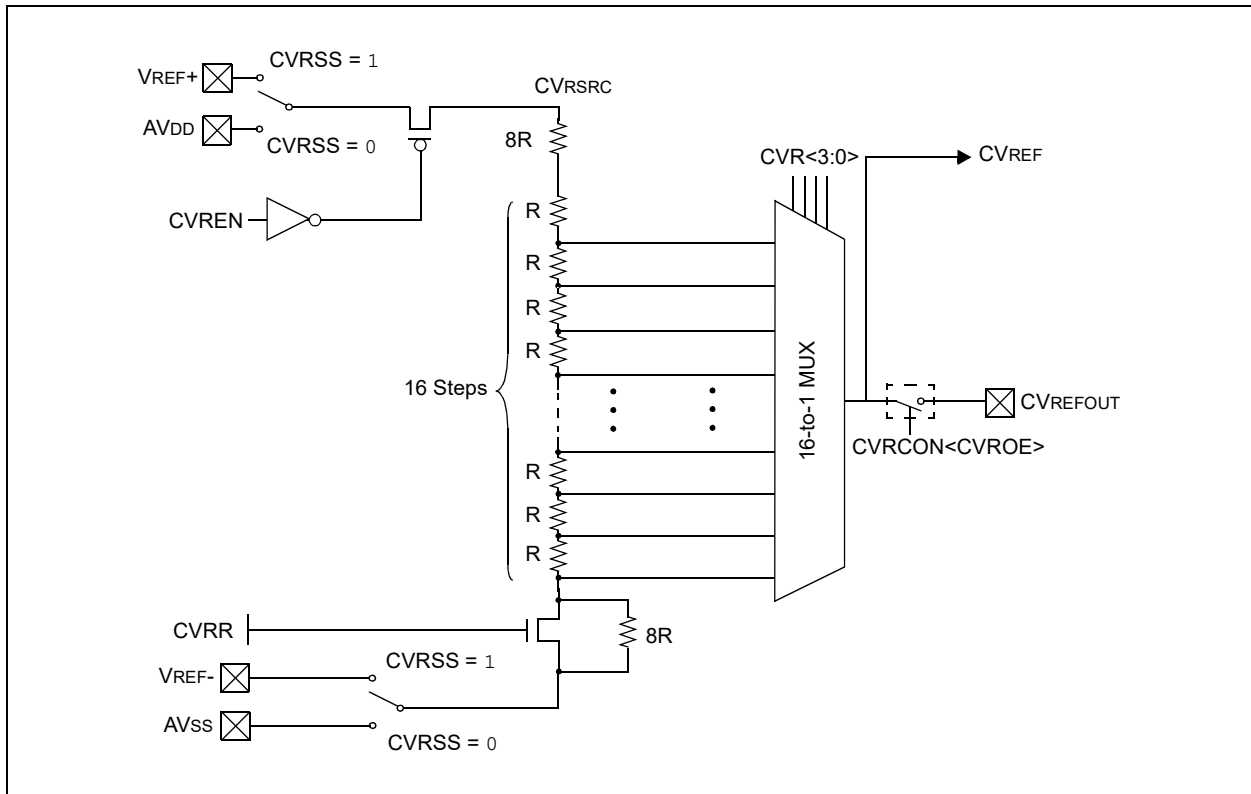 CVRSS = 1
VREF+
CVRSRC
AVDD
8R
CVRSS = 0
CVR<3:0>
CVREF
CVREN
R
R
R
R
16 Steps
16-to-1 MUX
CVREFOUT
CVRCON<CVROE>
R
R
R
CVRR
8R
CVRSS = 1
VREF-
AVSS
CVRSS = 0